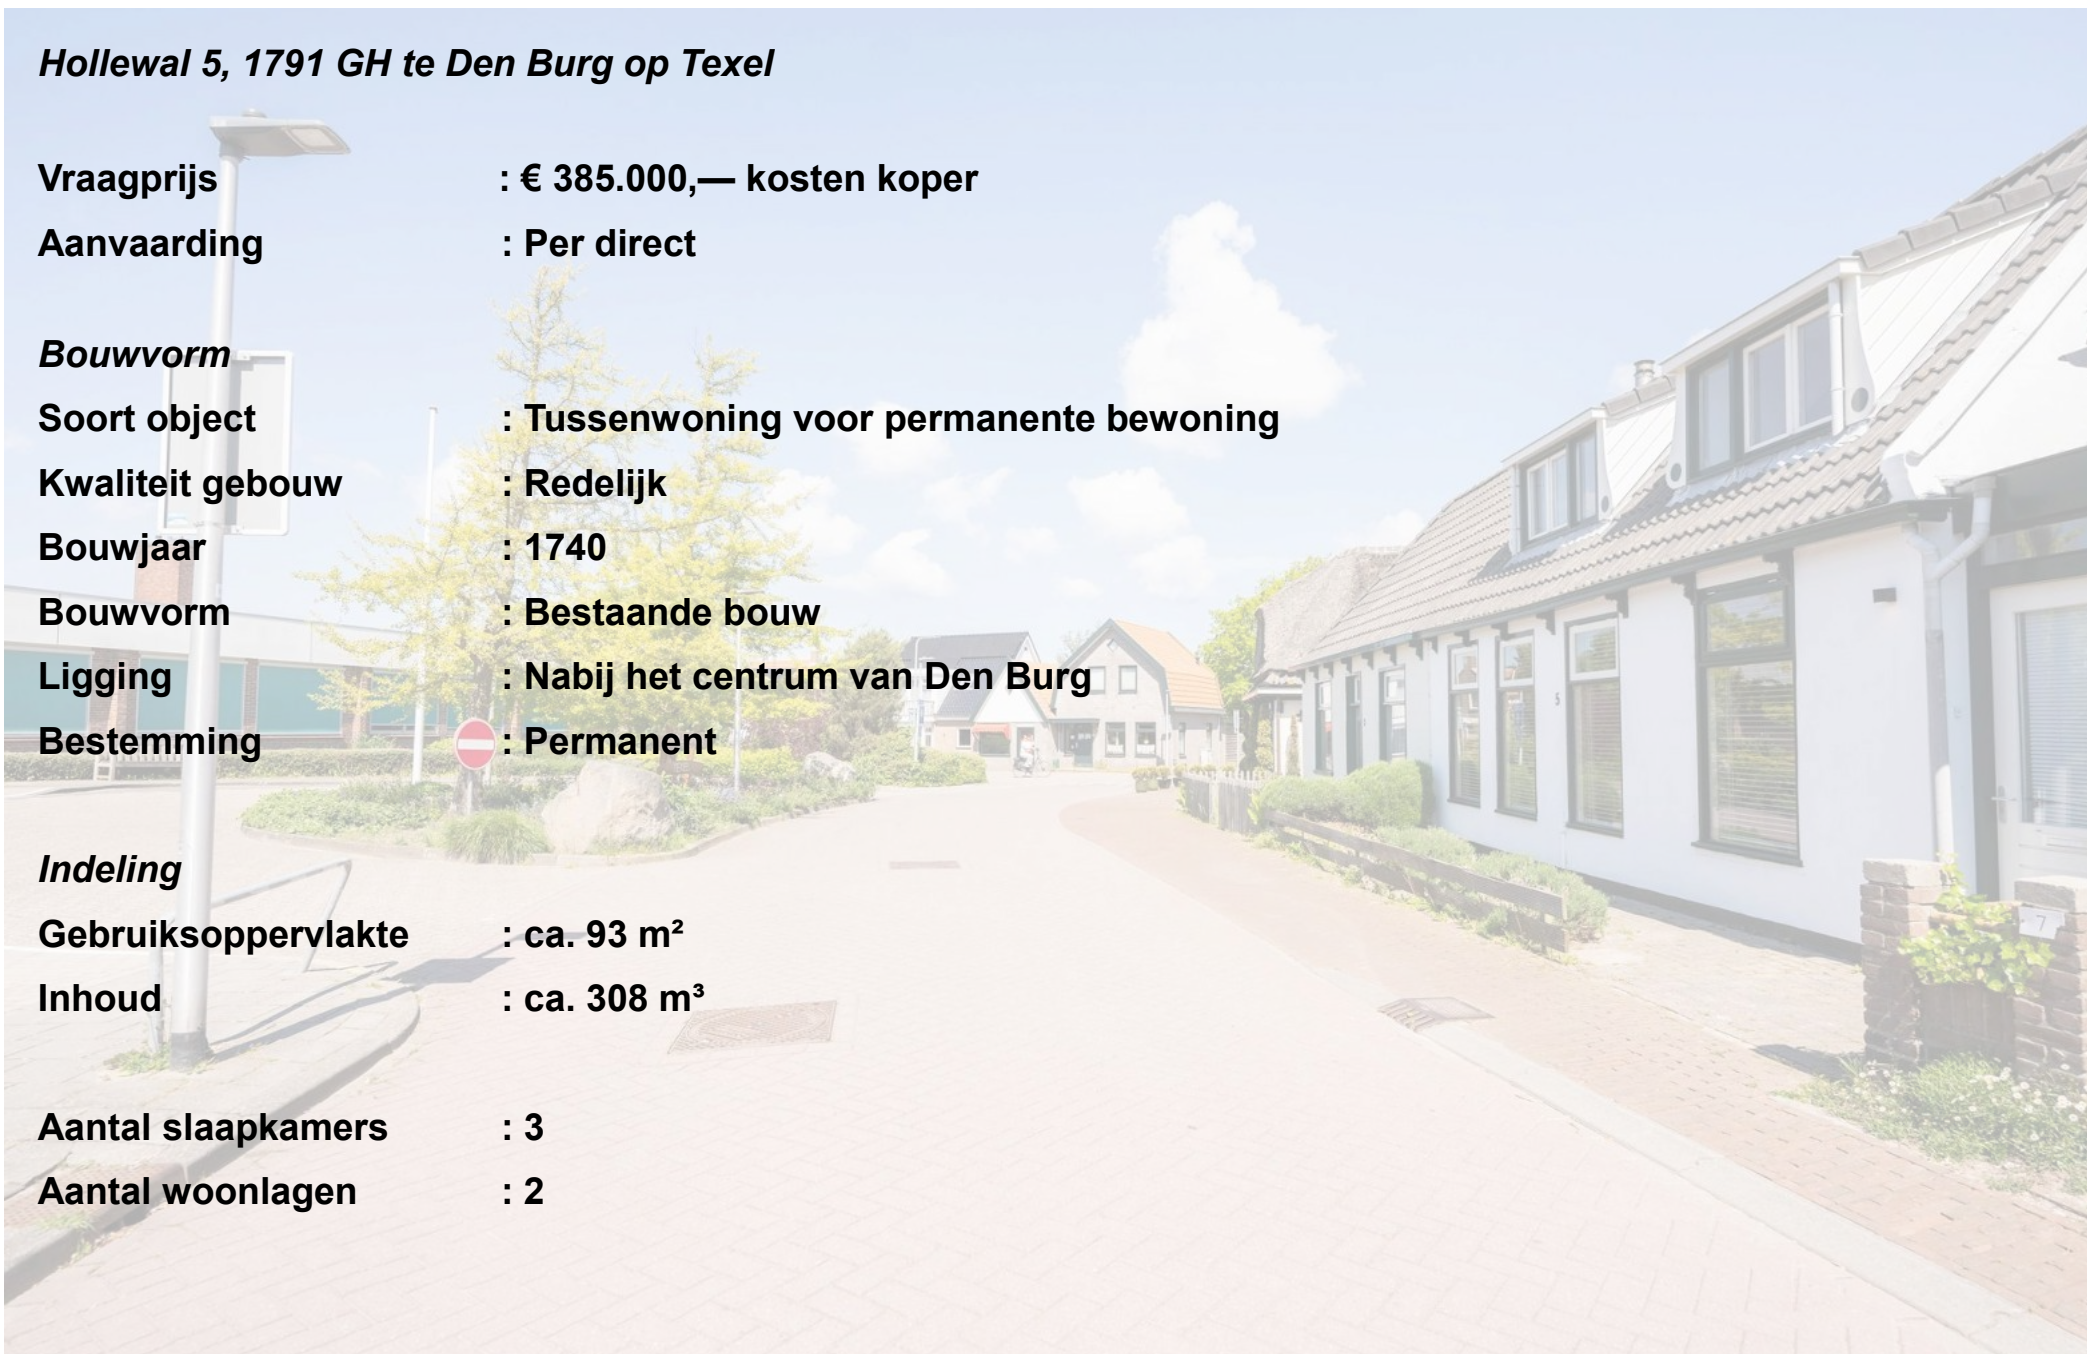 Hollewal 5, 1791 GH te Den Burg op Texel
Vraagprijs : € 385.000,— kosten koper
Aanvaarding : Per direct
Bouwvorm
Soort object : Tussenwoning voor permanente bewoning
Kwaliteit gebouw : Redelijk
Bouwjaar : 1740
Bouwvorm : Bestaande bouw
Ligging : Nabij het centrum van Den Burg
Bestemming : Permanent
5
Indeling
7
Gebruiksoppervlakte : ca. 93 m²
Inhoud : ca. 308 m³
Aantal slaapkamers : 3
Aantal woonlagen : 2